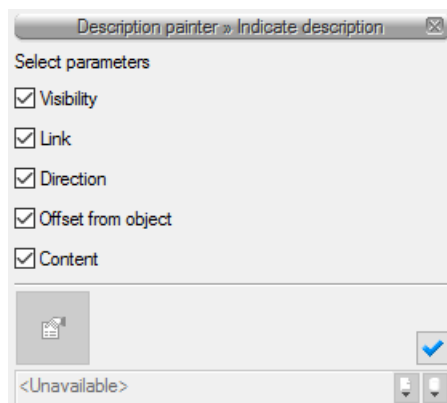 Description painter » Indicate description
Select parameters
Visibility
Link
Direction
Offset from object
Content
<Unavailable>